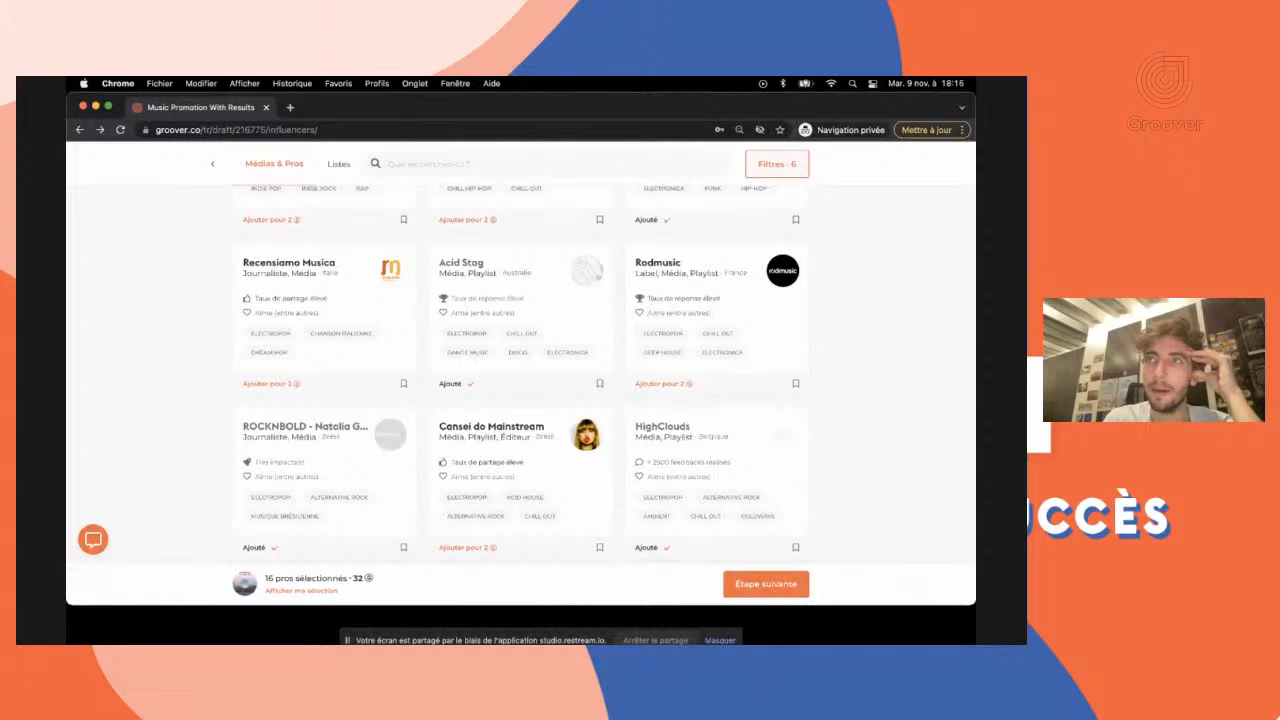 Groover
Chrome Fichier Modifier Afficher Historique Favoris Profils Onglet Fenêtre Aide
Mar. 9 nov. à 18:15
Music Promotion With Results
groover.co/fr/draft/216775/influencers/
Navigation privée
Mettre à jour
Médias & Pros
Listes
Que recherches-tu ?
Filtres · 6
INDIE POP INDIE ROCK RAP
CHILL HIP-HOP CHILL OUT
ELECTRONICA FUNK HIP-HOP
Ajouter pour 2
Ajouter pour 2
Ajouté
Recensiamo Musica
Journaliste, Média · Italie
Taux de partage élevé
Aime (entre autres) :
ELECTROPOP CHANSON ITALIENNE
DREAM POP
Ajouter pour 2
Acid Stag
Média, Playlist · Australie
Taux de réponse élevé
Aime (entre autres) :
ELECTROPOP CHILL OUT
DANCE MUSIC DISCO ELECTRONICA
Ajouté
Rodmusic
Label, Média, Playlist · France
rodmusic
Taux de réponse élevé
Aime (entre autres) :
ELECTROPOP CHILL OUT
DEEP HOUSE ELECTRONICA
Ajouter pour 2
ROCKNBOLD - Natalia G...
Journaliste, Média · Brésil
Très impactant
Aime (entre autres) :
ELECTROPOP ALTERNATIVE ROCK
MUSIQUE BRÉSILIENNE
Ajouté
Cansei do Mainstream
Média, Playlist, Éditeur · Brésil
Taux de partage élevé
Aime (entre autres) :
ELECTROPOP ACID HOUSE
ALTERNATIVE ROCK CHILL OUT
Ajouter pour 2
HighClouds
Média, Playlist · Belgique
> 2500 feedbacks réalisés
Aime (entre autres) :
ELECTROPOP ALTERNATIVE ROCK
AMBIENT CHILL OUT COLDWAVE
Ajouté
16 pros sélectionnés · 32
Afficher ma sélection
Étape suivante
Votre écran est partagé par le biais de l'application studio.restream.io.
Arrêter le partage
Masquer
UCCÈS